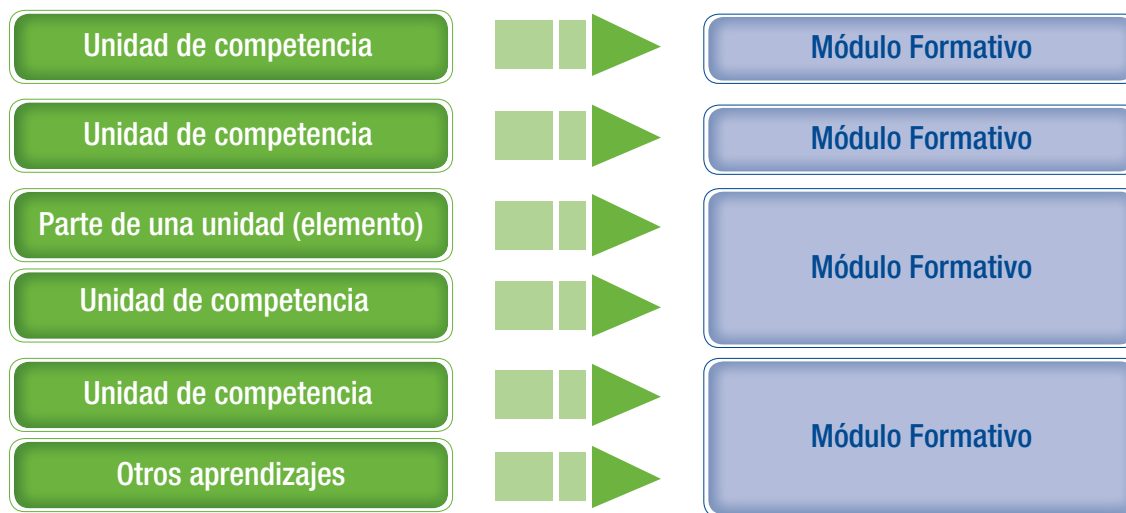 Unidad de competencia
Módulo Formativo
Unidad de competencia
Módulo Formativo
Parte de una unidad (elemento)
Unidad de competencia
Módulo Formativo
Unidad de competencia
Otros aprendizajes
Módulo Formativo